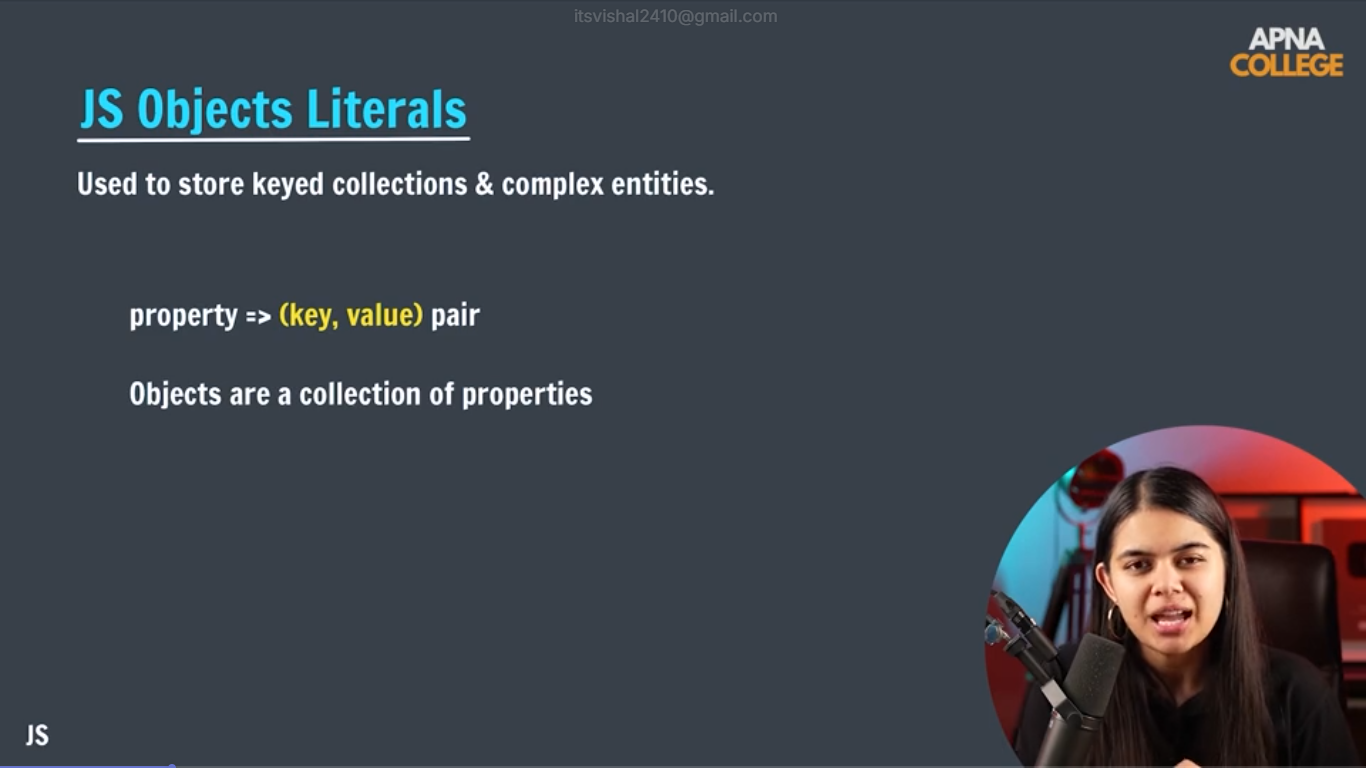 itsvishal2410@gmail.com
APNA
COLLEGE
JS Objects Literals
Used to store keyed collections & complex entities.
property => (key, value) pair
Objects are a collection of properties
JS